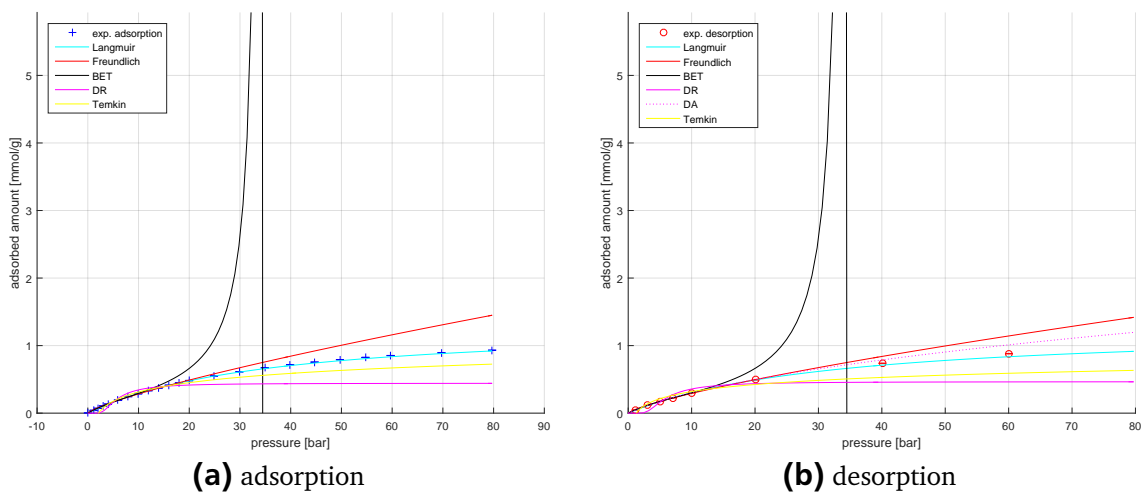 exp. adsorption
Langmuir
Freundlich
BET
DR
Temkin
5
4
3
2
1
0
adsorbed amount [mmol/g]
-10 0 10 20 30 40 50 60 70 80 90
pressure [bar]
(a) adsorption
exp. desorption
Langmuir
Freundlich
BET
DR
DA
Temkin
5
4
3
2
1
0
adsorbed amount [mmol/g]
0 10 20 30 40 50 60 70 80
pressure [bar]
(b) desorption